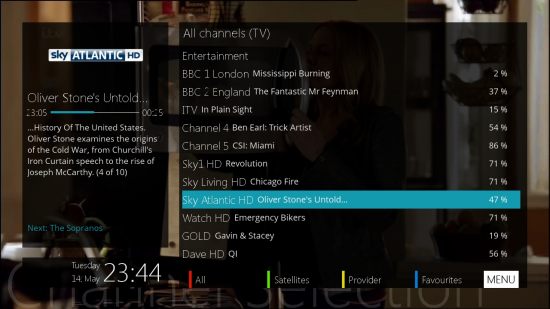 All channels (TV)
sky ATLANTIC HD
Oliver Stone's Untold...
23:05 00:15
...History Of The United States.
Oliver Stone examines the origins
of the Cold War, from Churchill's
Iron Curtain speech to the rise of
Joseph McCarthy. (4 of 10)
Next: The Sopranos
Entertainment
BBC 1 London Mississippi Burning 2 %
BBC 2 England The Fantastic Mr Feynman 37 %
ITV In Plain Sight 15 %
Channel 4 Ben Earl: Trick Artist 54 %
Channel 5 CSI: Miami 86 %
Sky1 HD Revolution 71 %
Sky Living HD Chicago Fire 71 %
Sky Atlantic HD Oliver Stone's Untold... 47 %
Watch HD Emergency Bikers 71 %
GOLD Gavin & Stacey 19 %
Dave HD QI 56 %
Tuesday
14. May
23:44
All
Satellites
Provider
Favourites
MENU
Channel selection